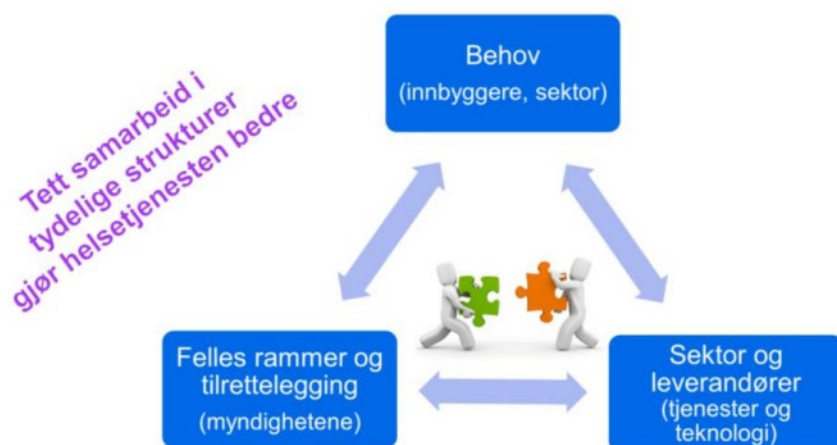 Behov
(innbyggere, sektor)
Tett samarbeid i
tydelige strukturer
gjør helsetjenesten bedre
Felles rammer og
tilrettelegging
(myndighetene)
Sektor og
leverandører
(tjenester og
teknologi)